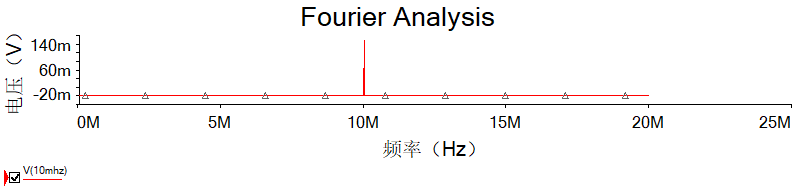 Fourier Analysis
电压（V）
140m
60m
-20m
0M 5M 10M 15M 20M 25M
频率（Hz）
V(10mhz)